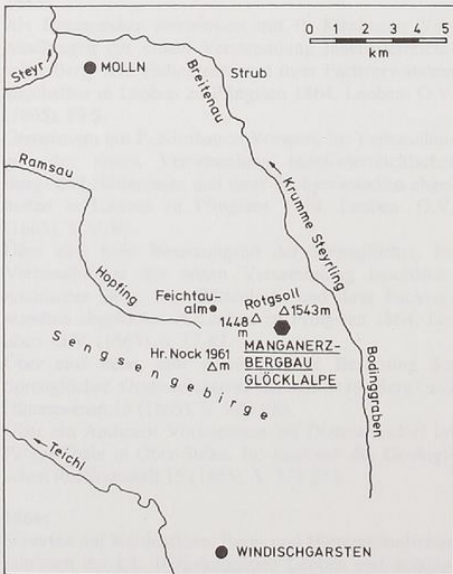 0 1 2 3 4 5
km
Steyr
MOLLN
Breitenau
Strub
Ramsau
Krumme Steyrling
Hopfing
Feichtau-
alm
Rotgsoll
1448
m
1543m
MANGANERZ-
BERGBAU
GLÖCKLALPE
Hr. Nock 1961
m
Sengsengebirge
Bodinggraben
Teichl
WINDISCHGARSTEN